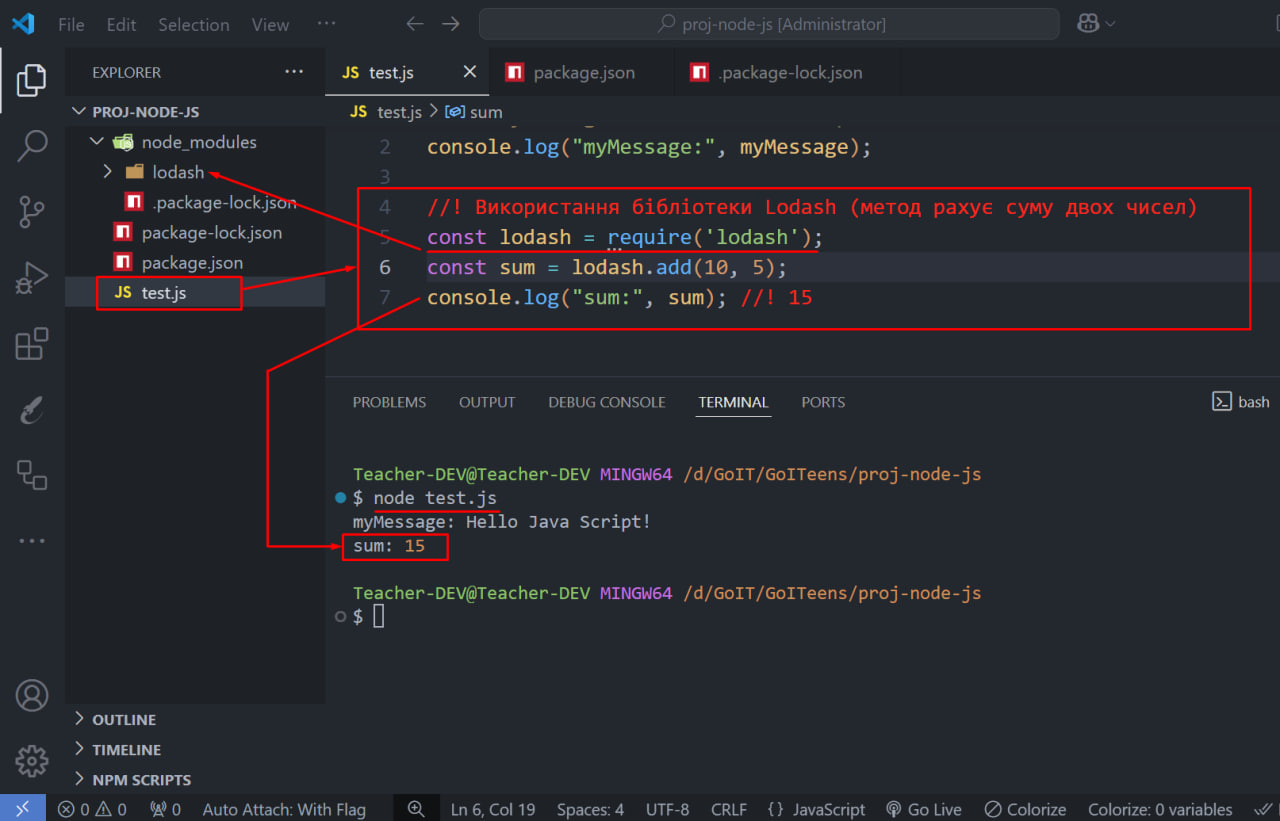 File Edit Selection View ...
proj-node-js [Administrator]
EXPLORER ...
JS test.js
package.json
.package-lock.json
PROJ-NODE-JS
JS test.js > sum
node_modules
lodash
.package-lock.json
package-lock.json
package.json
JS test.js
2 console.log("myMessage:", myMessage);
3
4 //! Використання бібліотеки Lodash (метод рахує суму двох чисел)
5 const lodash = require('lodash');
6 const sum = lodash.add(10, 5);
7 console.log("sum:", sum); //! 15
PROBLEMS OUTPUT DEBUG CONSOLE TERMINAL PORTS
bash
Teacher-DEV@Teacher-DEV MINGW64 /d/GoIT/GoITeens/proj-node-js
$ node test.js
myMessage: Hello Java Script!
sum: 15
Teacher-DEV@Teacher-DEV MINGW64 /d/GoIT/GoITeens/proj-node-js
$
OUTLINE
TIMELINE
NPM SCRIPTS
0 0 0 Auto Attach: With Flag Ln 6, Col 19 Spaces: 4 UTF-8 CRLF {} JavaScript Go Live Colorize Colorize: 0 variables